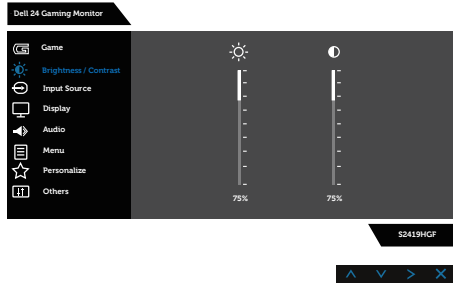 Dell 24 Gaming Monitor
Game
Brightness / Contrast
Input Source
Display
Audio
Menu
Personalize
Others
75%
75%
S2419HGF